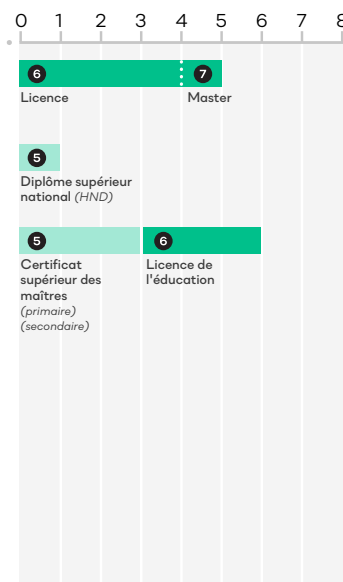 0 1 2 3 4 5 6 7 8
6 7
Licence Master
5
Diplôme supérieur
national (HND)
5 6
Certificat Licence de
supérieur des l'éducation
maîtres
(primaire)
(secondaire)